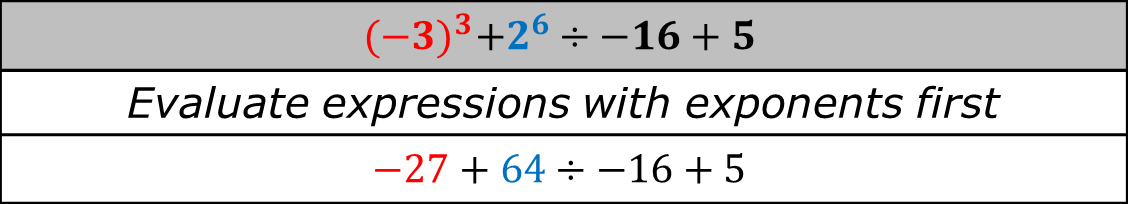 (−3)³+2⁶ ÷ −16 + 5
Evaluate expressions with exponents first
−27 + 64 ÷ −16 + 5